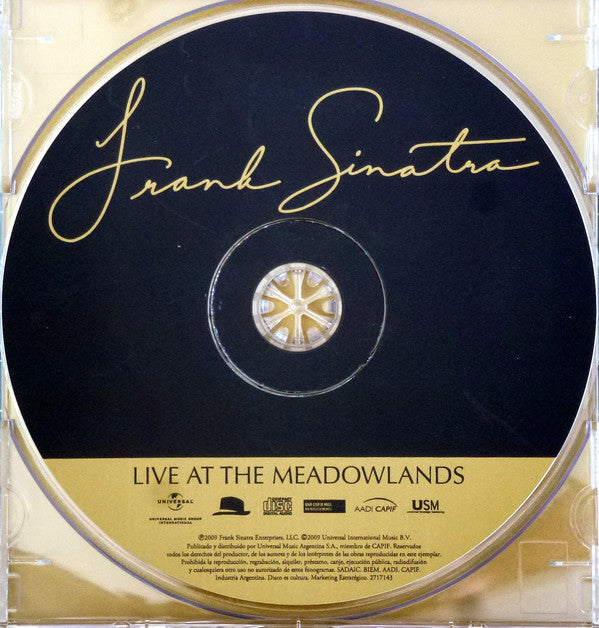 Frank Sinatra
LIVE AT THE MEADOWLANDS
UNIVERSAL
UNIVERSAL MUSIC GROUP
INTERNATIONAL
COMPACT
disc
DIGITAL AUDIO
AADI CAPIF
USM
℗2009 Frank Sinatra Enterprises, LLC. ©2009 Universal International Music B.V.
Publicado y distribuido por Universal Music Argentina S.A., miembro de CAPIF. Reservados
todos los derechos del productor, de los autores y de los intérpretes de las obras reproducidas en este ejemplar.
Prohibida la reproducción, regrabación, alquiler, préstamo, canje, ejecución pública, radiodifusión
y cualesquiera otro uso no autorizado de estos fonogramas. SADAIC. BIEM. AADI. CAPIF.
Industria Argentina. Disco es cultura. Marketing Estratégico. 2717143